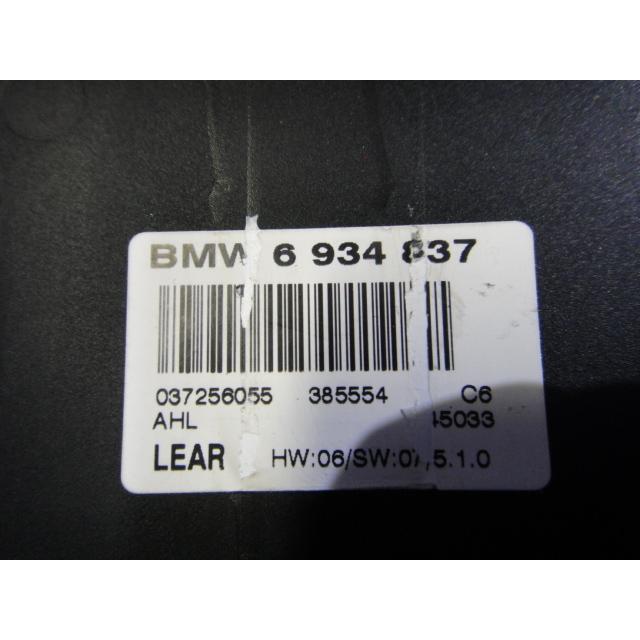 BMW 6 934 837
037256055 385554 C6
AHL 45033
LEAR HW:06/SW:07,5.1.0